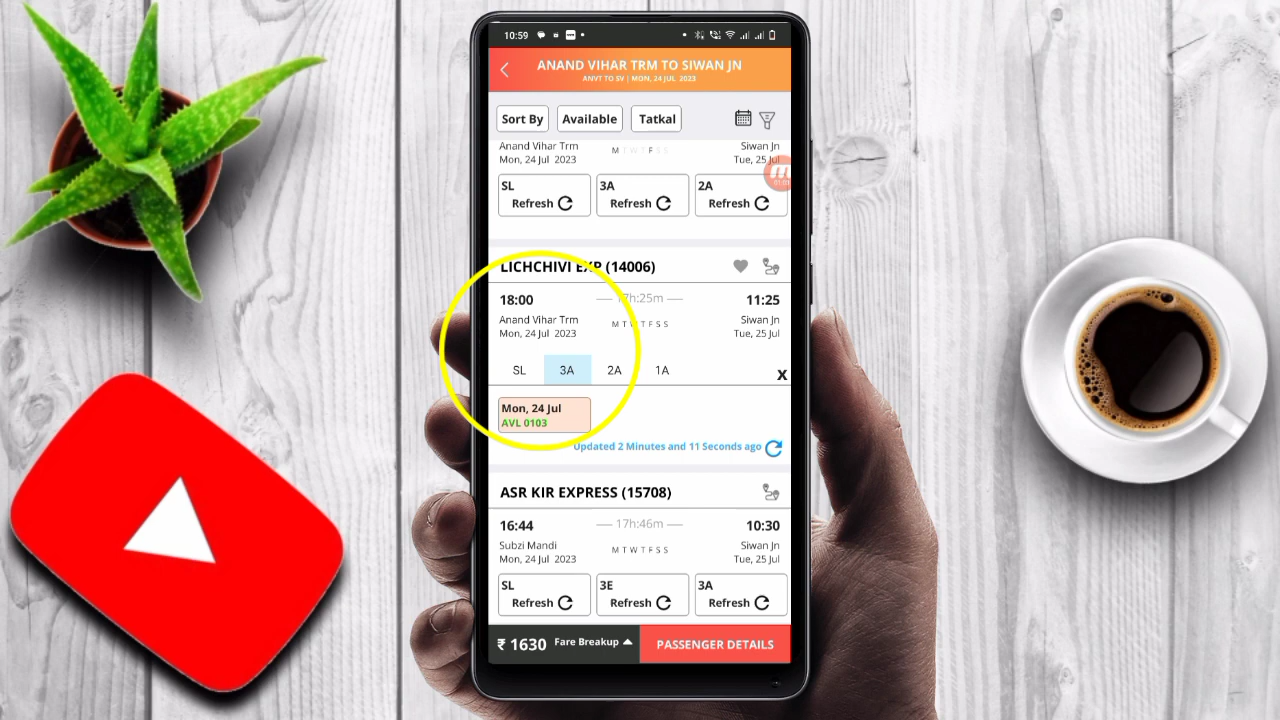 10:59
ANAND VIHAR TRM TO SIWAN JN
ANVT TO SV | MON, 24 JUL 2023
Sort By Available Tatkal
Anand Vihar Trm M T W T F S S Siwan Jn
Mon, 24 Jul 2023 Tue, 25 Jul
SL 3A 2A
Refresh Refresh Refresh
01:01
LICHCHIVI EXP (14006)
18:00 17h:25m 11:25
Anand Vihar Trm M T W T F S S Siwan Jn
Mon, 24 Jul 2023 Tue, 25 Jul
SL 3A 2A 1A X
Mon, 24 Jul
AVL 0103
Updated 2 Minutes and 11 Seconds ago
ASR KIR EXPRESS (15708)
16:44 17h:46m 10:30
Subzi Mandi M T W T F S S Siwan Jn
Mon, 24 Jul 2023 Tue, 25 Jul
SL 3E 3A
Refresh Refresh Refresh
₹ 1630 Fare Breakup PASSENGER DETAILS